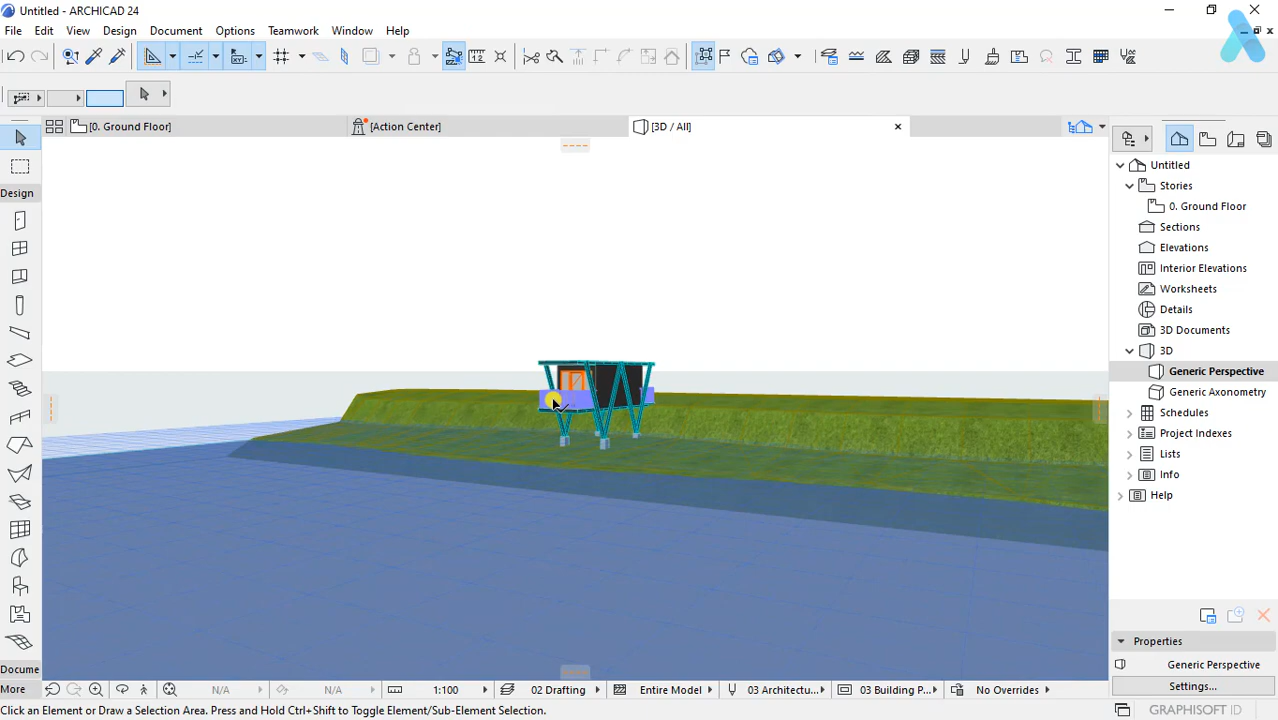 Untitled - ARCHICAD 24
File Edit View Design Document Options Teamwork Window Help
[0. Ground Floor]
[Action Center]
[3D / All]
Design
Untitled
Stories
0. Ground Floor
Sections
Elevations
Interior Elevations
Worksheets
Details
3D Documents
3D
Generic Perspective
Generic Axonometry
Schedules
Project Indexes
Lists
Info
Help
Properties
Generic Perspective
Settings...
Docume
More
N/A
N/A
1:100
02 Drafting
Entire Model
03 Architectu...
03 Building P...
No Overrides
Click an Element or Draw a Selection Area. Press and Hold Ctrl+Shift to Toggle Element/Sub-Element Selection.
GRAPHISOFT ID